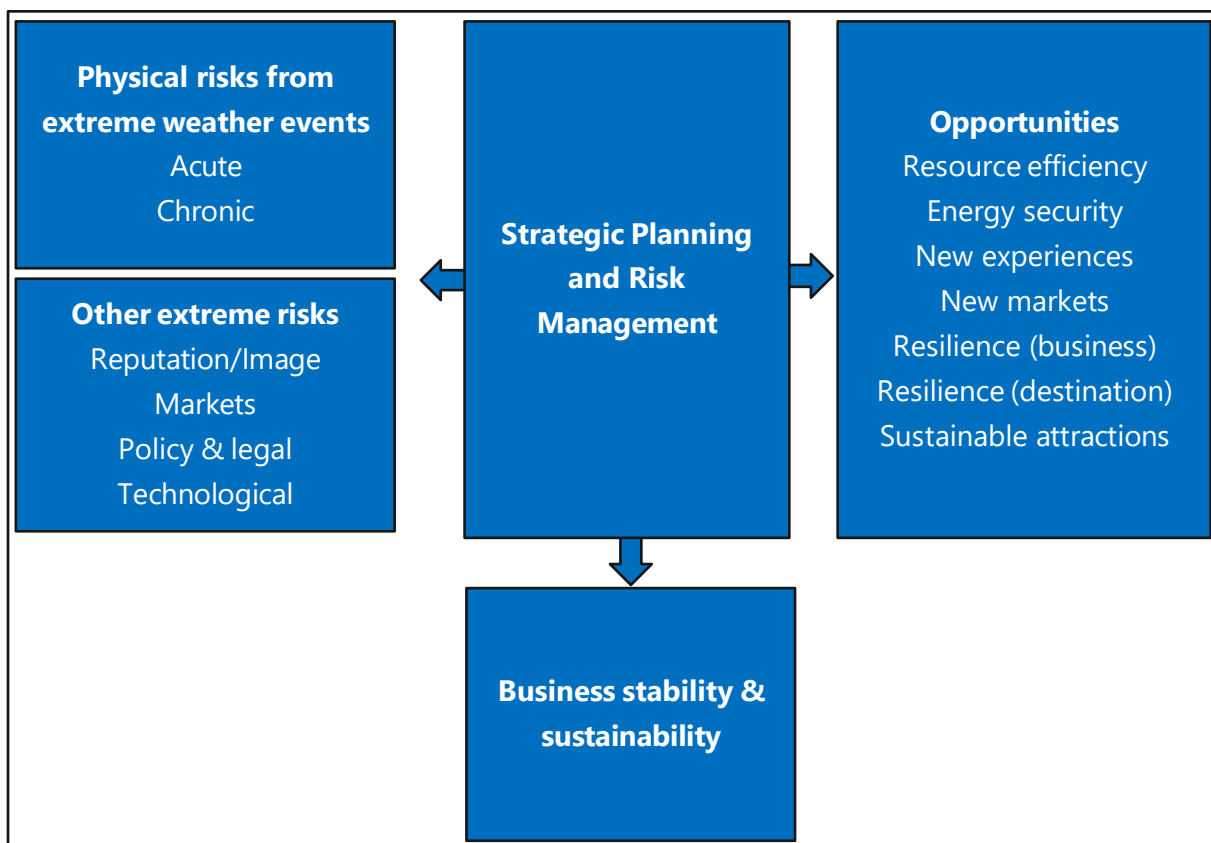 Physical risks from
extreme weather events
Acute
Chronic
Other extreme risks
Reputation/Image
Markets
Policy & legal
Technological
Strategic Planning
and Risk
Management
Opportunities
Resource efficiency
Energy security
New experiences
New markets
Resilience (business)
Resilience (destination)
Sustainable attractions
Business stability &
sustainability